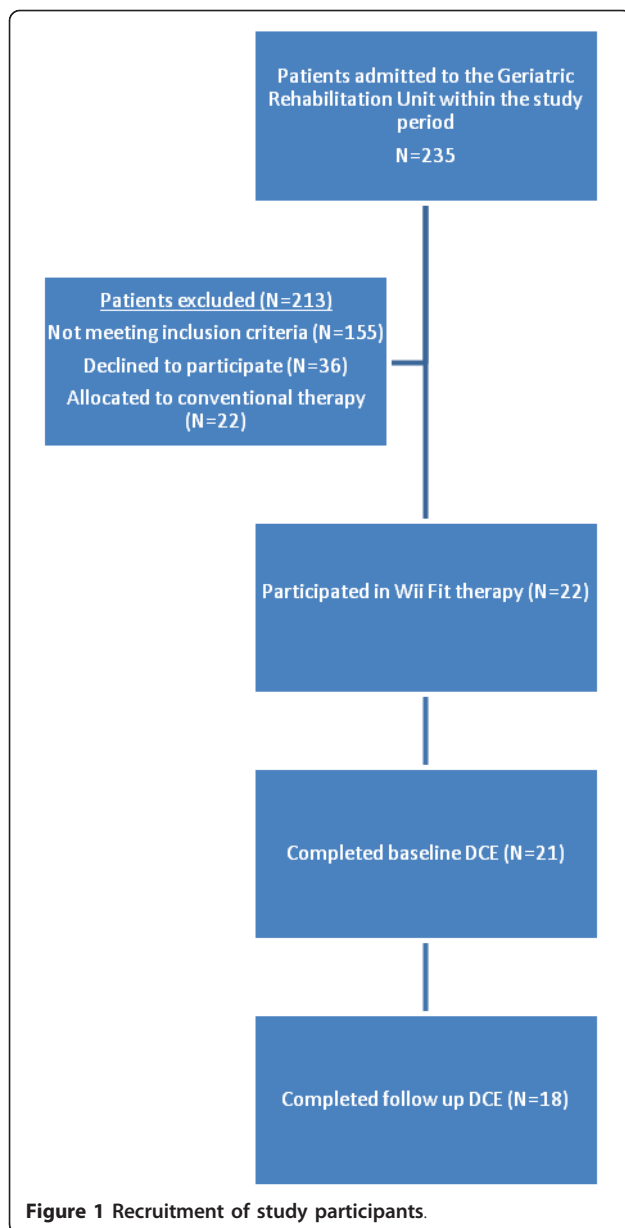 Patients admitted to the Geriatric
Rehabilitation Unit within the study
period
N=235
Patients excluded (N=213)
Not meeting inclusion criteria (N=155)
Declined to participate (N=36)
Allocated to conventional therapy
(N=22)
Participated in Wii Fit therapy (N=22)
Completed baseline DCE (N=21)
Completed follow up DCE (N=18)
Figure 1 Recruitment of study participants.